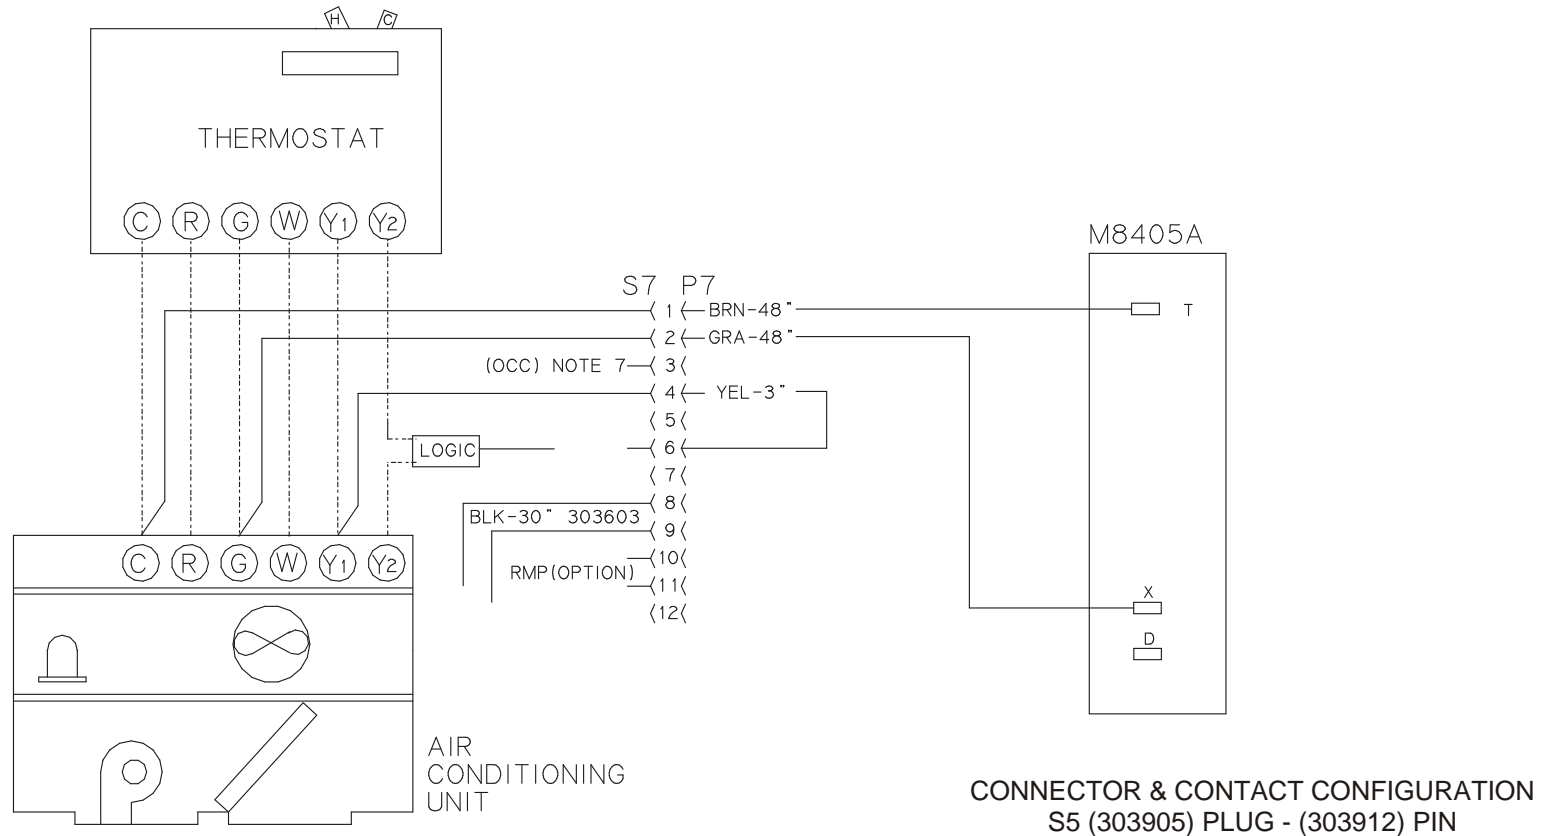 H C
THERMOSTAT
C R G W Y1 Y2
M8405A
S7 P7
1 BRN-48"
T
2 GRA-48"
(OCC) NOTE 7 3
4 YEL-3"
5
LOGIC
6
7
8
BLK-30" 303603
9
10
RMP(OPTION)
11
12
C R G W Y1 Y2
X
D
AIR
CONDITIONING
UNIT
CONNECTOR & CONTACT CONFIGURATION
S5 (303905) PLUG - (303912) PIN